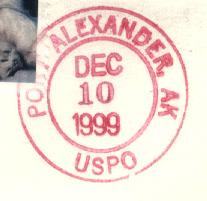 PORT ALEXANDER, AK
DEC
10
1999
USPO